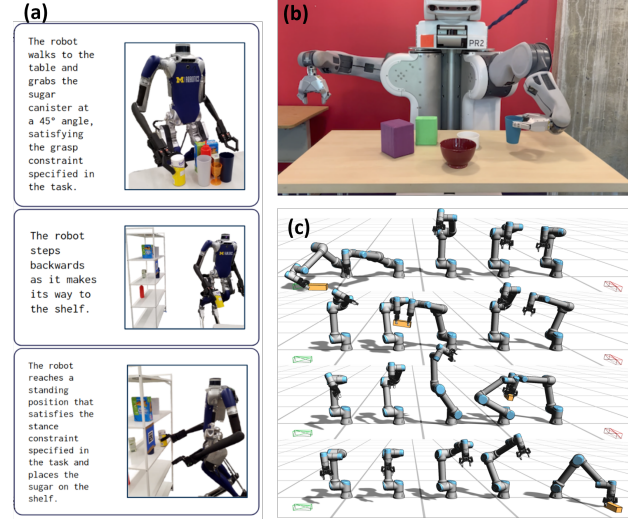 (a)
The robot
walks to the
table and
grabs the
sugar
canister at
a 45° angle,
satisfying
the grasp
constraint
specified in
the task.
M ROBOTICS
The robot
steps
backwards
as it makes
its way to
the shelf.
The robot
reaches a
standing
position that
satisfies the
stance
constraint
specified in
the task and
places the
sugar on the
shelf.
(b)
PR2
(c)